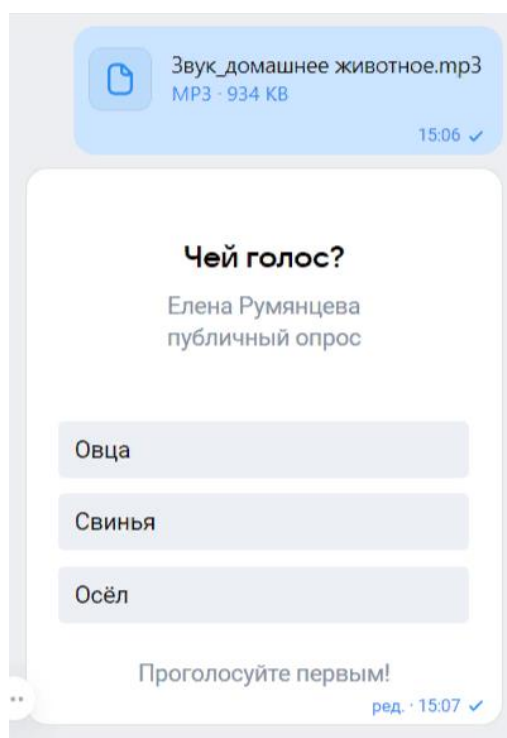 Звук_домашнее животное.mp3
MP3 · 934 KB
15:06
Чей голос?
Елена Румянцева
публичный опрос
Овца
Свинья
Осёл
Проголосуйте первым!
ред. · 15:07